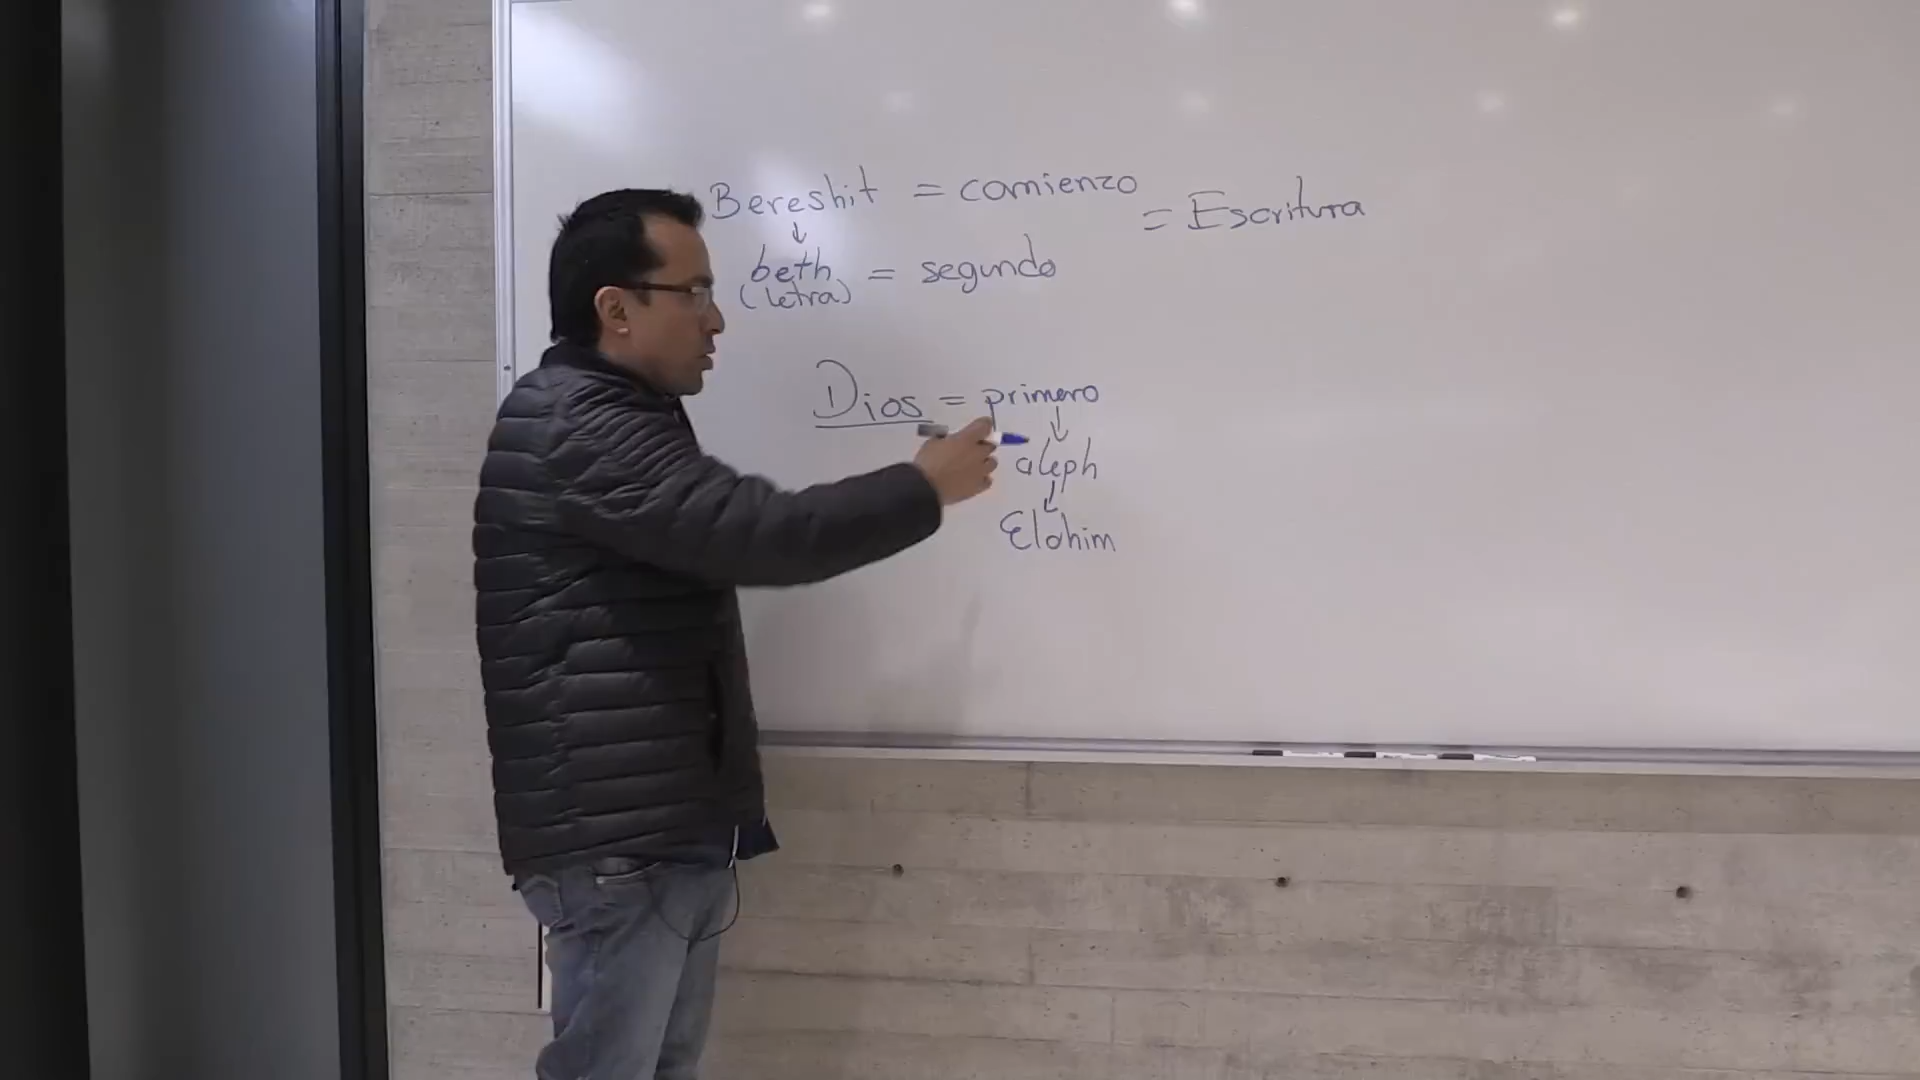 Bereshit = comienzo
= Escritura
↓
beth = segundo
(letra)
Dios = primero
↓
aleph
↓
Elohim